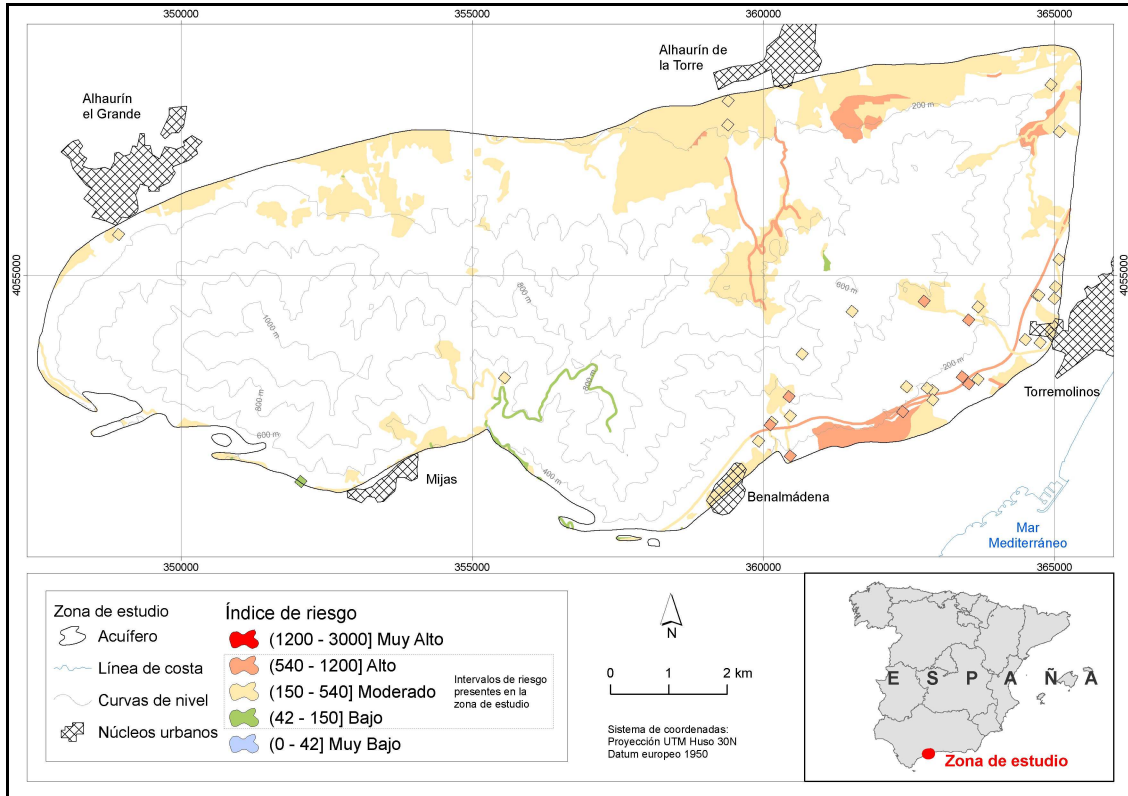 350000
355000
360000
365000
Alhaurín de
la Torre
Alhaurín
el Grande
200 m
4055000
4055000
800 m
600 m
1000 m
200 m
800 m
800 m
600 m
400 m
Torremolinos
Mijas
Benalmádena
Mar
Mediterráneo
350000
355000
360000
365000
Zona de estudio
Acuífero
Línea de costa
Curvas de nivel
Núcleos urbanos
Índice de riesgo
(1200 - 3000] Muy Alto
(540 - 1200] Alto
(150 - 540] Moderado
(42 - 150] Bajo
(0 - 42] Muy Bajo
Intervalos de riesgo
presentes en la
zona de estudio
N
0 1 2 km
Sistema de coordenadas:
Proyección UTM Huso 30N
Datum europeo 1950
E S P A Ñ A
Zona de estudio